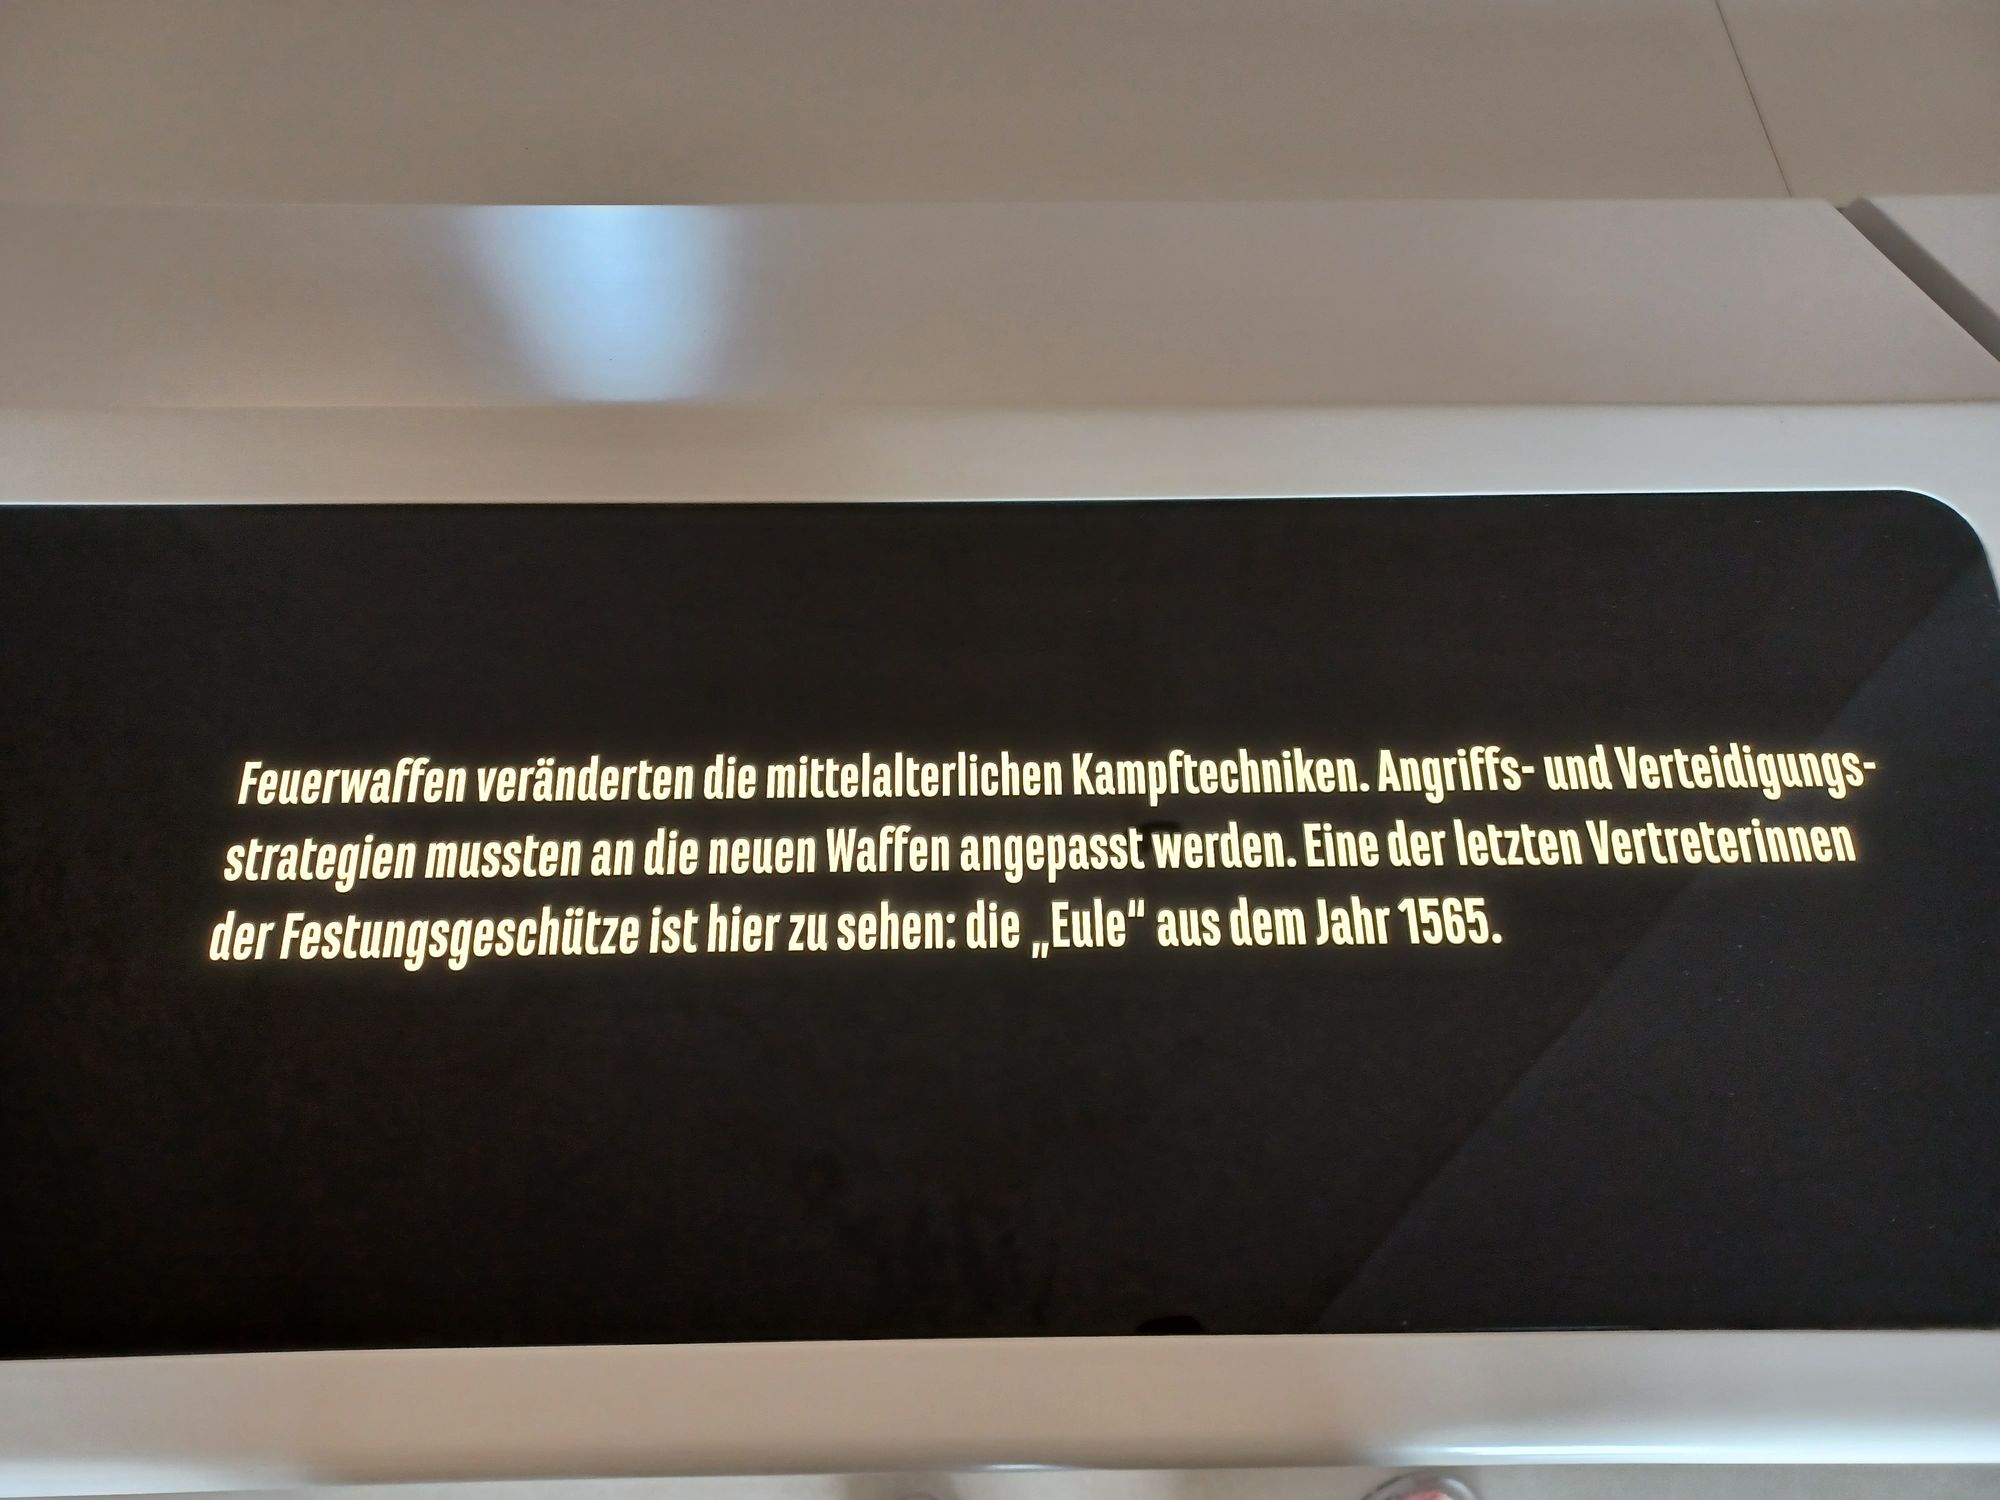 Feuerwaffen veränderten die mittelalterlichen Kampftechniken. Angriffs- und Verteidigungs-
strategien mussten an die neuen Waffen angepasst werden. Eine der letzten Vertreterinnen
der Festungsgeschütze ist hier zu sehen: die „Eule“ aus dem Jahr 1565.